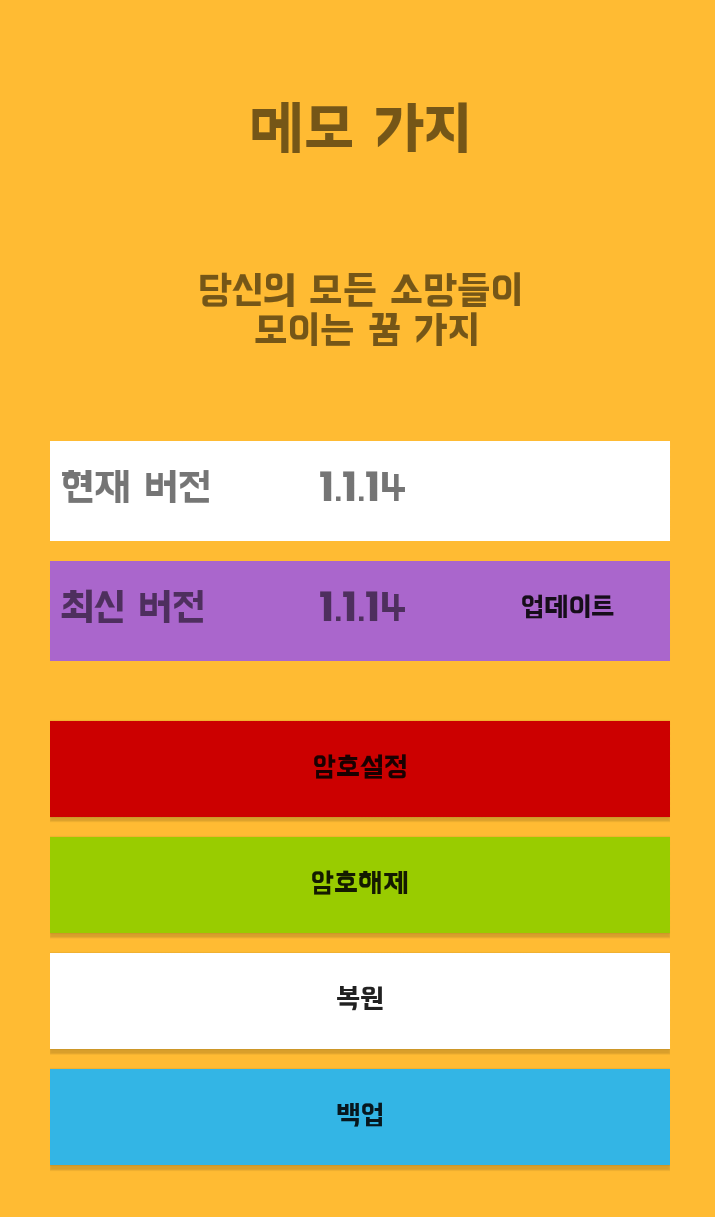 메모 가지
당신의 모든 소망들이
모이는 꿈 가지
현재 버전 1.1.14
최신 버전 1.1.14 업데이트
암호설정
암호해제
복원
백업